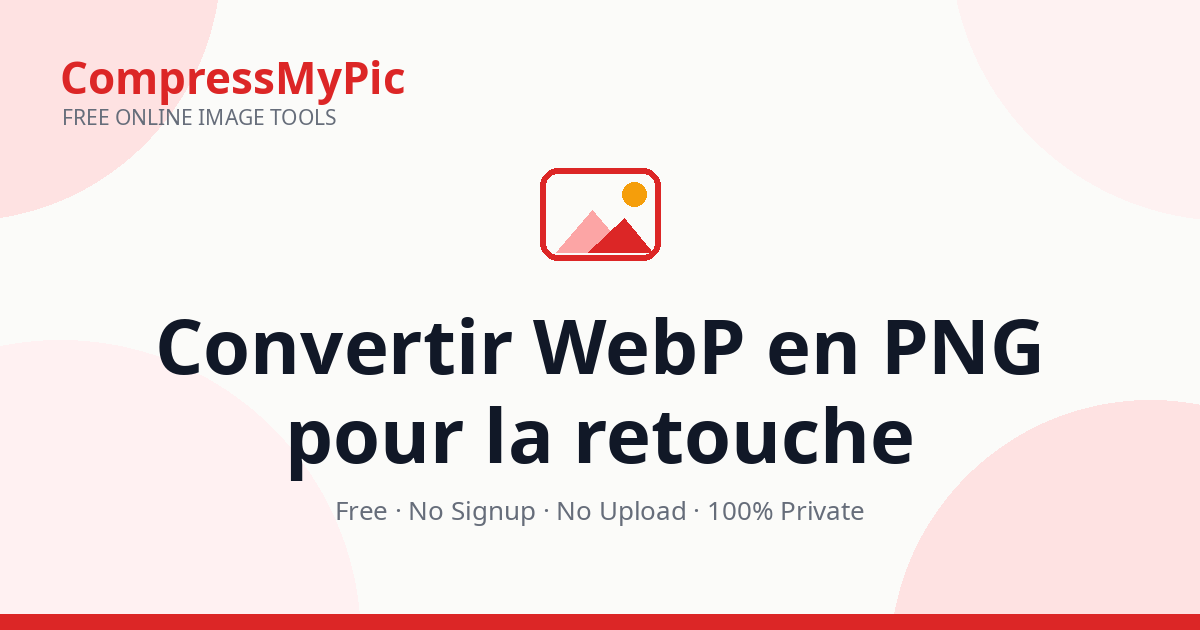 CompressMyPic
FREE ONLINE IMAGE TOOLS
Convertir WebP en PNG
pour la retouche
Free · No Signup · No Upload · 100% Private